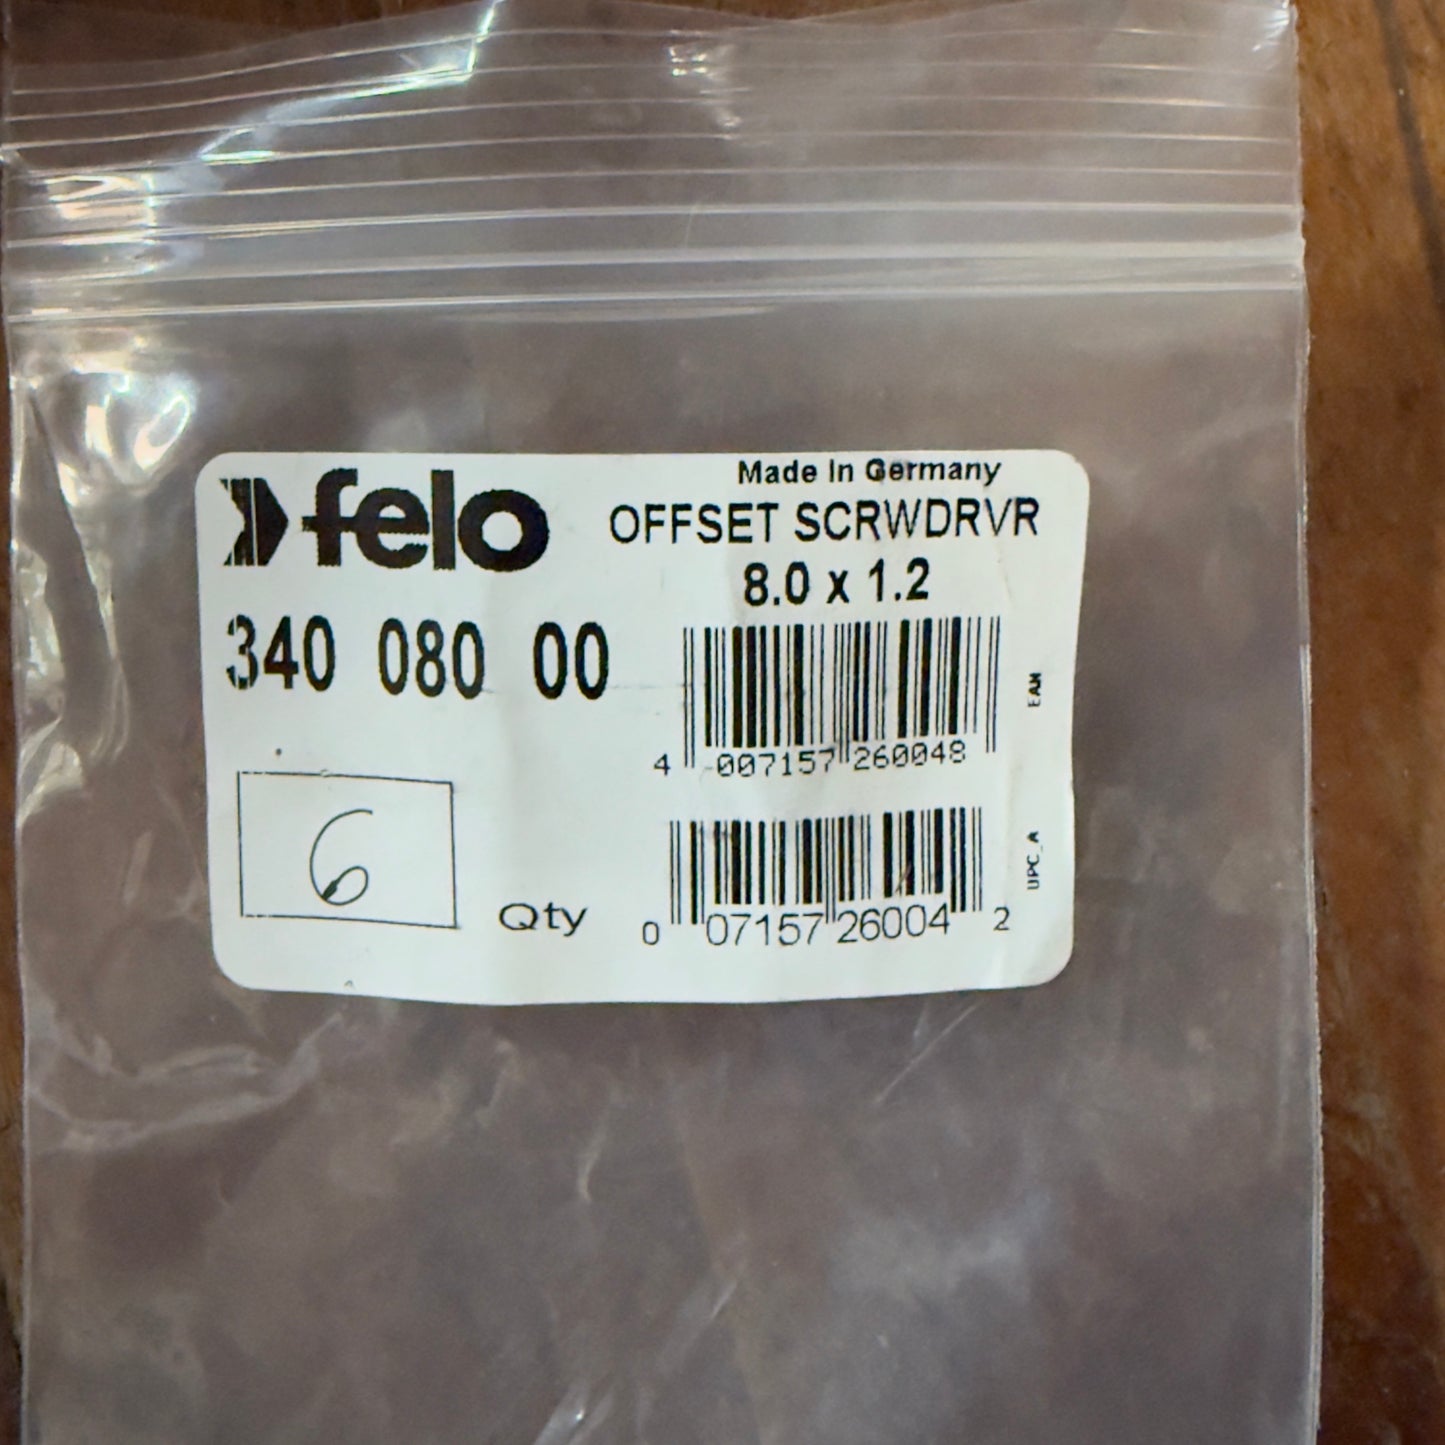 felo
Made In Germany
OFFSET SCRWDRVR
8.0 x 1.2
340 080 00
EAN
4 007157 260048
6
Qty
UPC_A
0 07157 26004 2